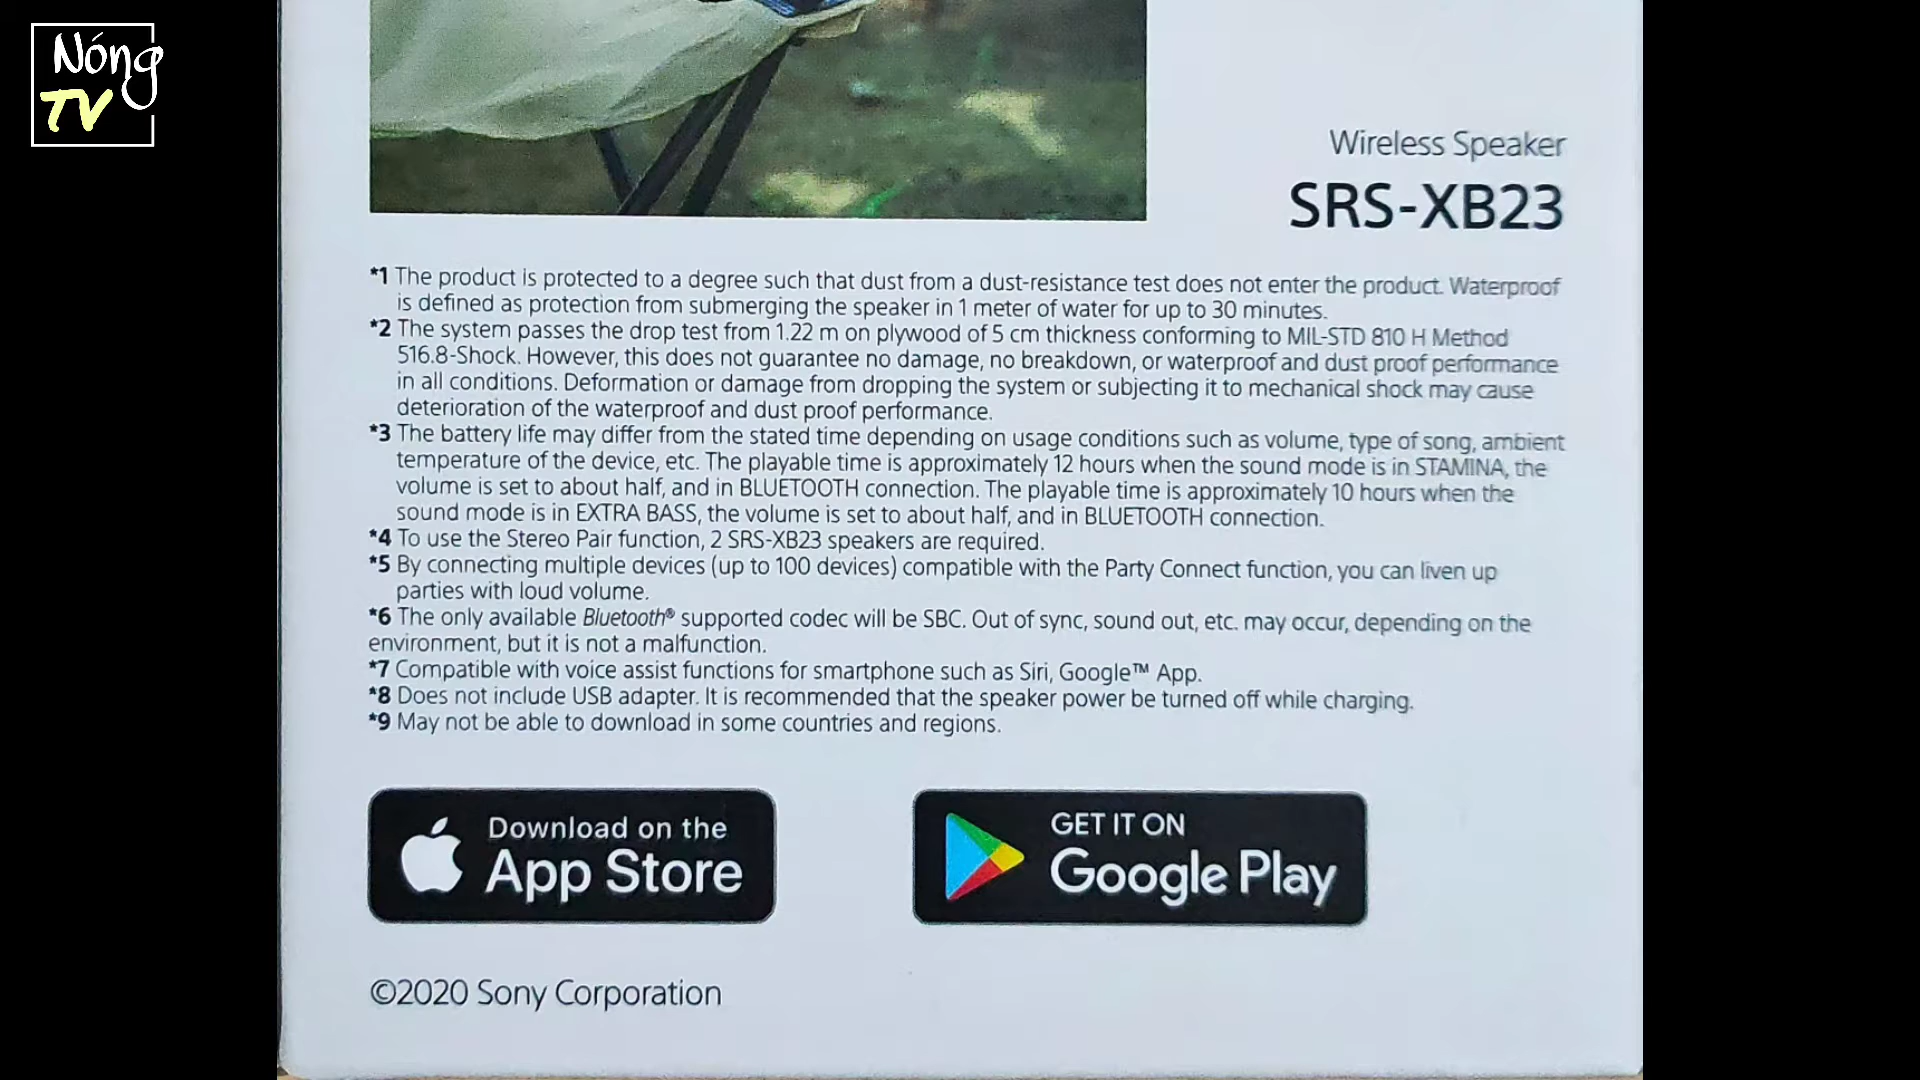 Nóng
TV
Wireless Speaker
SRS-XB23
*1 The product is protected to a degree such that dust from a dust-resistance test does not enter the product. Waterproof
is defined as protection from submerging the speaker in 1 meter of water for up to 30 minutes.
*2 The system passes the drop test from 1.22 m on plywood of 5 cm thickness conforming to MIL-STD 810 H Method
516.8-Shock. However, this does not guarantee no damage, no breakdown, or waterproof and dust proof performance
in all conditions. Deformation or damage from dropping the system or subjecting it to mechanical shock may cause
deterioration of the waterproof and dust proof performance.
*3 The battery life may differ from the stated time depending on usage conditions such as volume, type of song, ambient
temperature of the device, etc. The playable time is approximately 12 hours when the sound mode is in STAMINA, the
volume is set to about half, and in BLUETOOTH connection. The playable time is approximately 10 hours when the
sound mode is in EXTRA BASS, the volume is set to about half, and in BLUETOOTH connection.
*4 To use the Stereo Pair function, 2 SRS-XB23 speakers are required.
*5 By connecting multiple devices (up to 100 devices) compatible with the Party Connect function, you can liven up
parties with loud volume.
*6 The only available Bluetooth® supported codec will be SBC. Out of sync, sound out, etc. may occur, depending on the
environment, but it is not a malfunction.
*7 Compatible with voice assist functions for smartphone such as Siri, Google™ App.
*8 Does not include USB adapter. It is recommended that the speaker power be turned off while charging.
*9 May not be able to download in some countries and regions.
Download on the
App Store
GET IT ON
Google Play
©2020 Sony Corporation